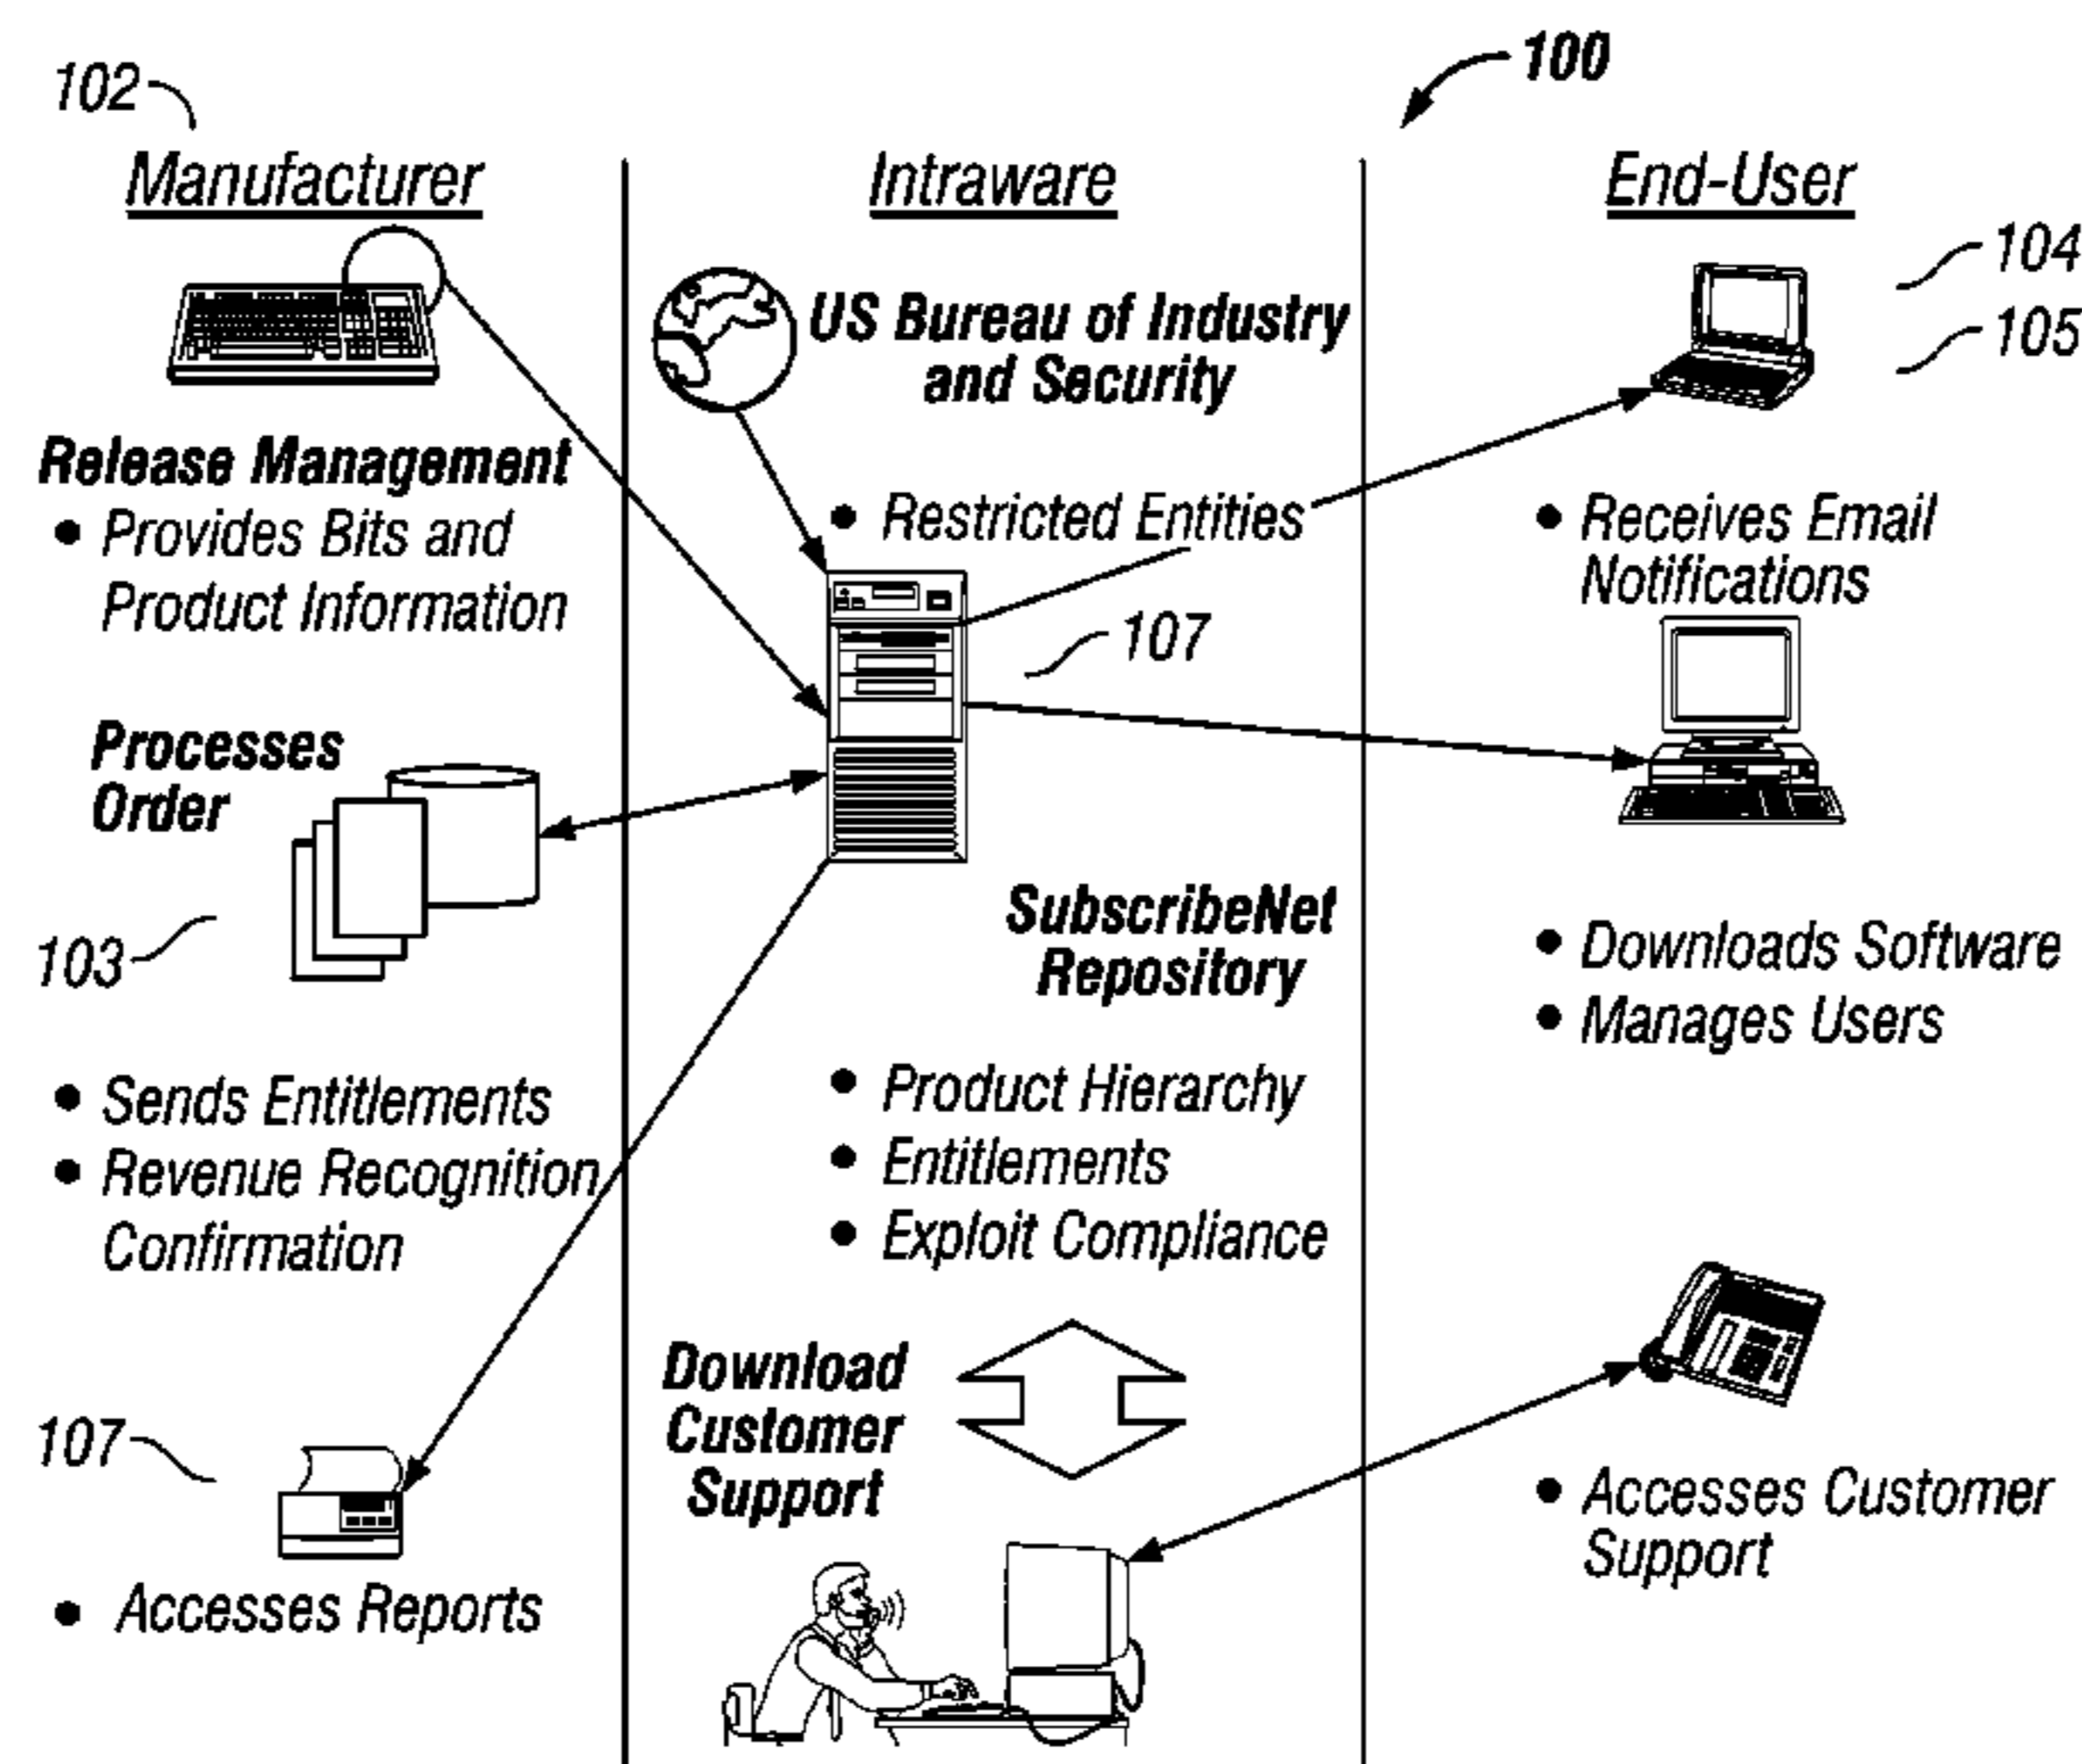 100
102
Manufacturer
Release Management
• Provides Bits and
Product Information
Processes
Order
103
• Sends Entitlements
• Revenue Recognition
Confirmation
107
• Accesses Reports
Intraware
US Bureau of Industry
and Security
• Restricted Entities
107
SubscribeNet
Repository
• Product Hierarchy
• Entitlements
• Exploit Compliance
Download
Customer
Support
End-User
104
105
• Receives Email
Notifications
• Downloads Software
• Manages Users
• Accesses Customer
Support